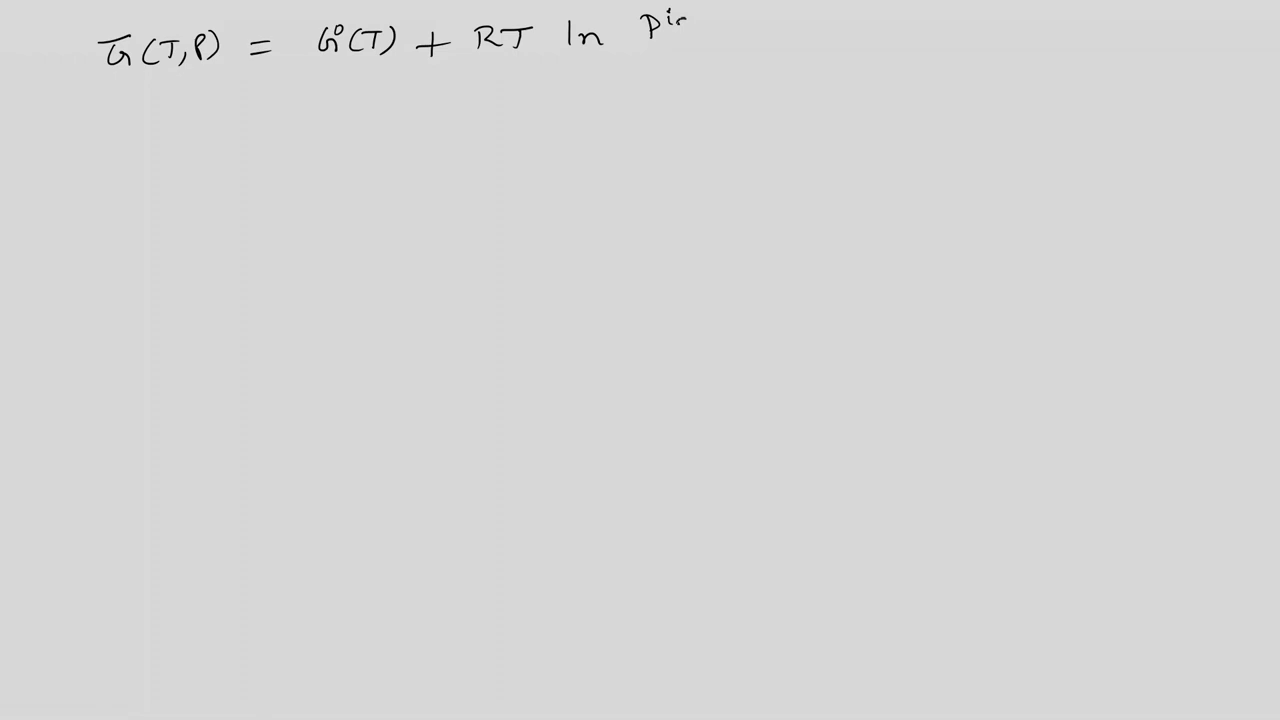 G̅(T,P) = G°(T) + RT ln